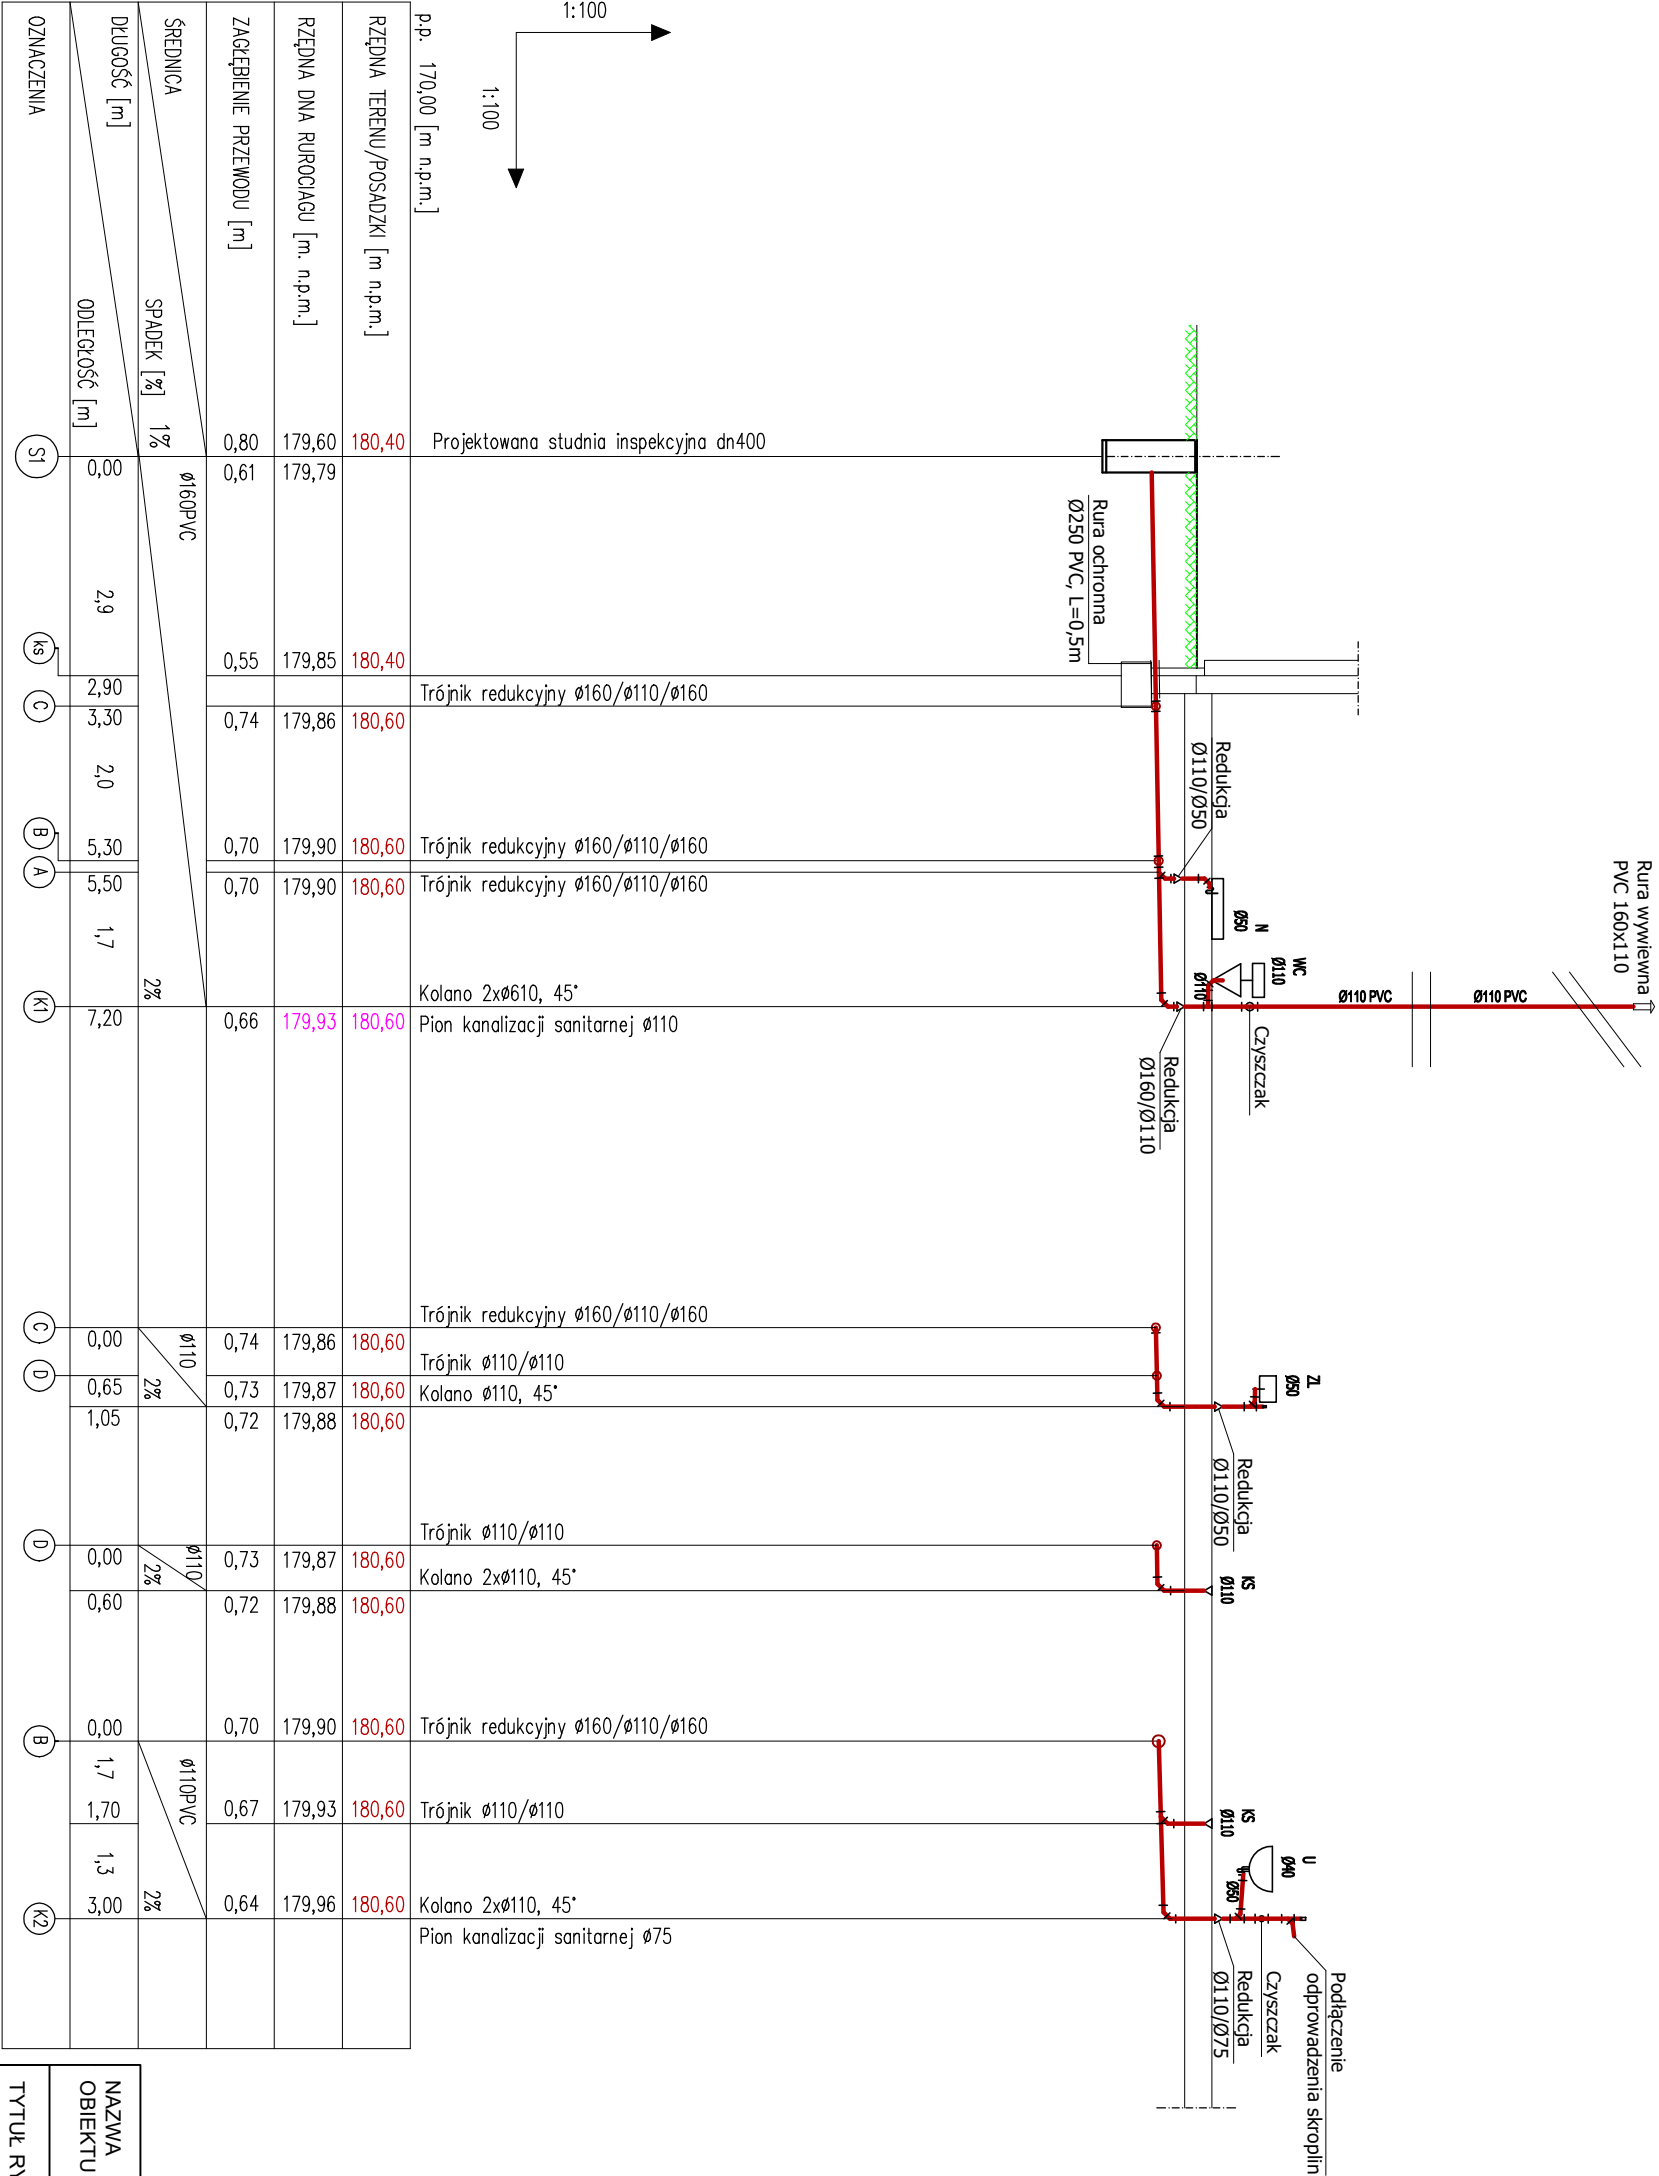 1:100
1:100
Rura wywiewna
PVC 160x110
Ø110 PVC
Ø110 PVC
Czyszczak
Redukcja
Ø160/Ø110
WC
Ø110
Ø110
N
Ø50
Redukcja
Ø110/Ø50
Rura ochronna
Ø250 PVC, L=0,5m
ZL
Ø50
Redukcja
Ø110/Ø50
KS
Ø110
KS
Ø110
U
Ø40
Ø50
Podłączenie
odprowadzenia skroplin
Czyszczak
Redukcja
Ø110/Ø75
Projektowana studnia inspekcyjna dn400
Trójnik redukcyjny ø160/ø110/ø160
Trójnik redukcyjny ø160/ø110/ø160
Trójnik redukcyjny ø160/ø110/ø160
Kolano 2xø610, 45°
Pion kanalizacji sanitarnej ø110
Trójnik redukcyjny ø160/ø110/ø160
Trójnik ø110/ø110
Kolano ø110, 45°
Trójnik ø110/ø110
Kolano 2xø110, 45°
Trójnik redukcyjny ø160/ø110/ø160
Trójnik ø110/ø110
Kolano 2xø110, 45°
Pion kanalizacji sanitarnej ø75
p.p. 170,00 [m n.p.m.]
RZĘDNA TERENU/POSADZKI [m n.p.m.] 180,40 180,40 180,60 180,60 180,60 180,60 180,60 180,60 180,60 180,60 180,60 180,60 180,60 180,60
RZĘDNA DNA RUROCIAGU [m. n.p.m.] 179,60 179,79 179,85 179,86 179,90 179,90 179,93 179,86 179,87 179,88 179,87 179,88 179,90 179,93 179,96
ZAGŁĘBIENIE PRZEWODU [m] 0,80 0,61 0,55 0,74 0,70 0,70 0,66 0,74 0,73 0,72 0,73 0,72 0,70 0,67 0,64
ŚREDNICA ø160PVC ø110 ø110 ø110PVC
SPADEK [%] 1% 2% 2% 2% 2%
DŁUGOŚĆ [m] ODLEGŁOŚĆ [m] 0,00 2,9 2,90 3,30 2,0 5,30 5,50 1,7 7,20 0,00 0,65 1,05 0,00 0,60 0,00 1,7 1,70 1,3 3,00
OZNACZENIA S1 ks C B A K1 C D D B K2
NAZWA
OBIEKTU
TYTUŁ